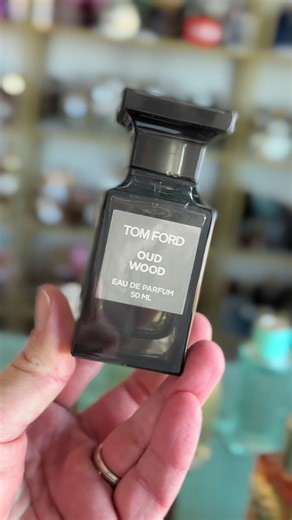 TOM FORD
OUD
WOOD
EAU DE PARFUM
50 ML